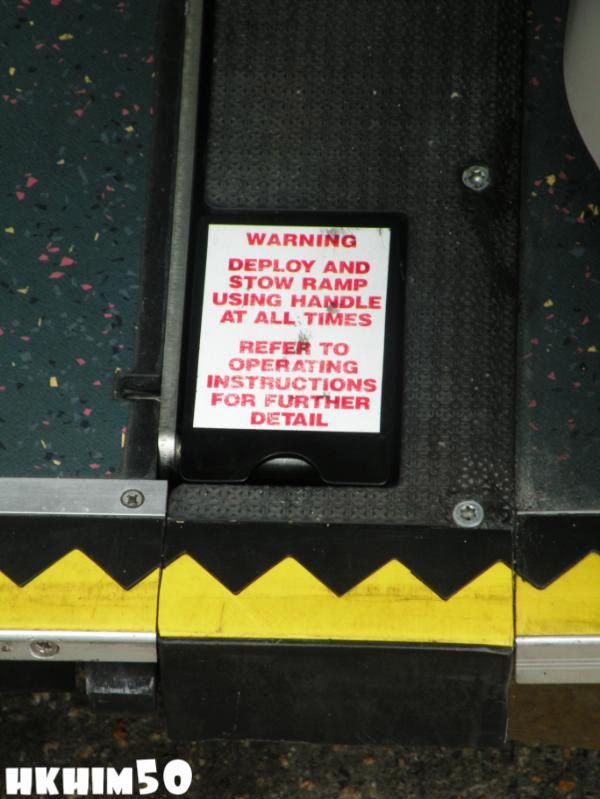 WARNING
DEPLOY AND
STOW RAMP
USING HANDLE
AT ALL TIMES
REFER TO
OPERATING
INSTRUCTIONS
FOR FURTHER
DETAIL
HKHIM50